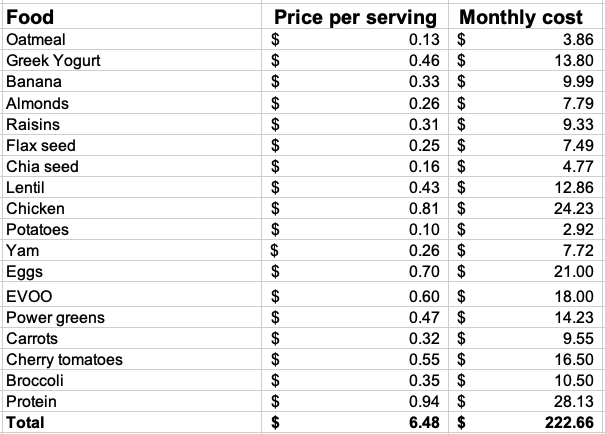 Food Price per serving Monthly cost
Oatmeal $ 0.13 $ 3.86
Greek Yogurt $ 0.46 $ 13.80
Banana $ 0.33 $ 9.99
Almonds $ 0.26 $ 7.79
Raisins $ 0.31 $ 9.33
Flax seed $ 0.25 $ 7.49
Chia seed $ 0.16 $ 4.77
Lentil $ 0.43 $ 12.86
Chicken $ 0.81 $ 24.23
Potatoes $ 0.10 $ 2.92
Yam $ 0.26 $ 7.72
Eggs $ 0.70 $ 21.00
EVOO $ 0.60 $ 18.00
Power greens $ 0.47 $ 14.23
Carrots $ 0.32 $ 9.55
Cherry tomatoes $ 0.55 $ 16.50
Broccoli $ 0.35 $ 10.50
Protein $ 0.94 $ 28.13
Total $ 6.48 $ 222.66